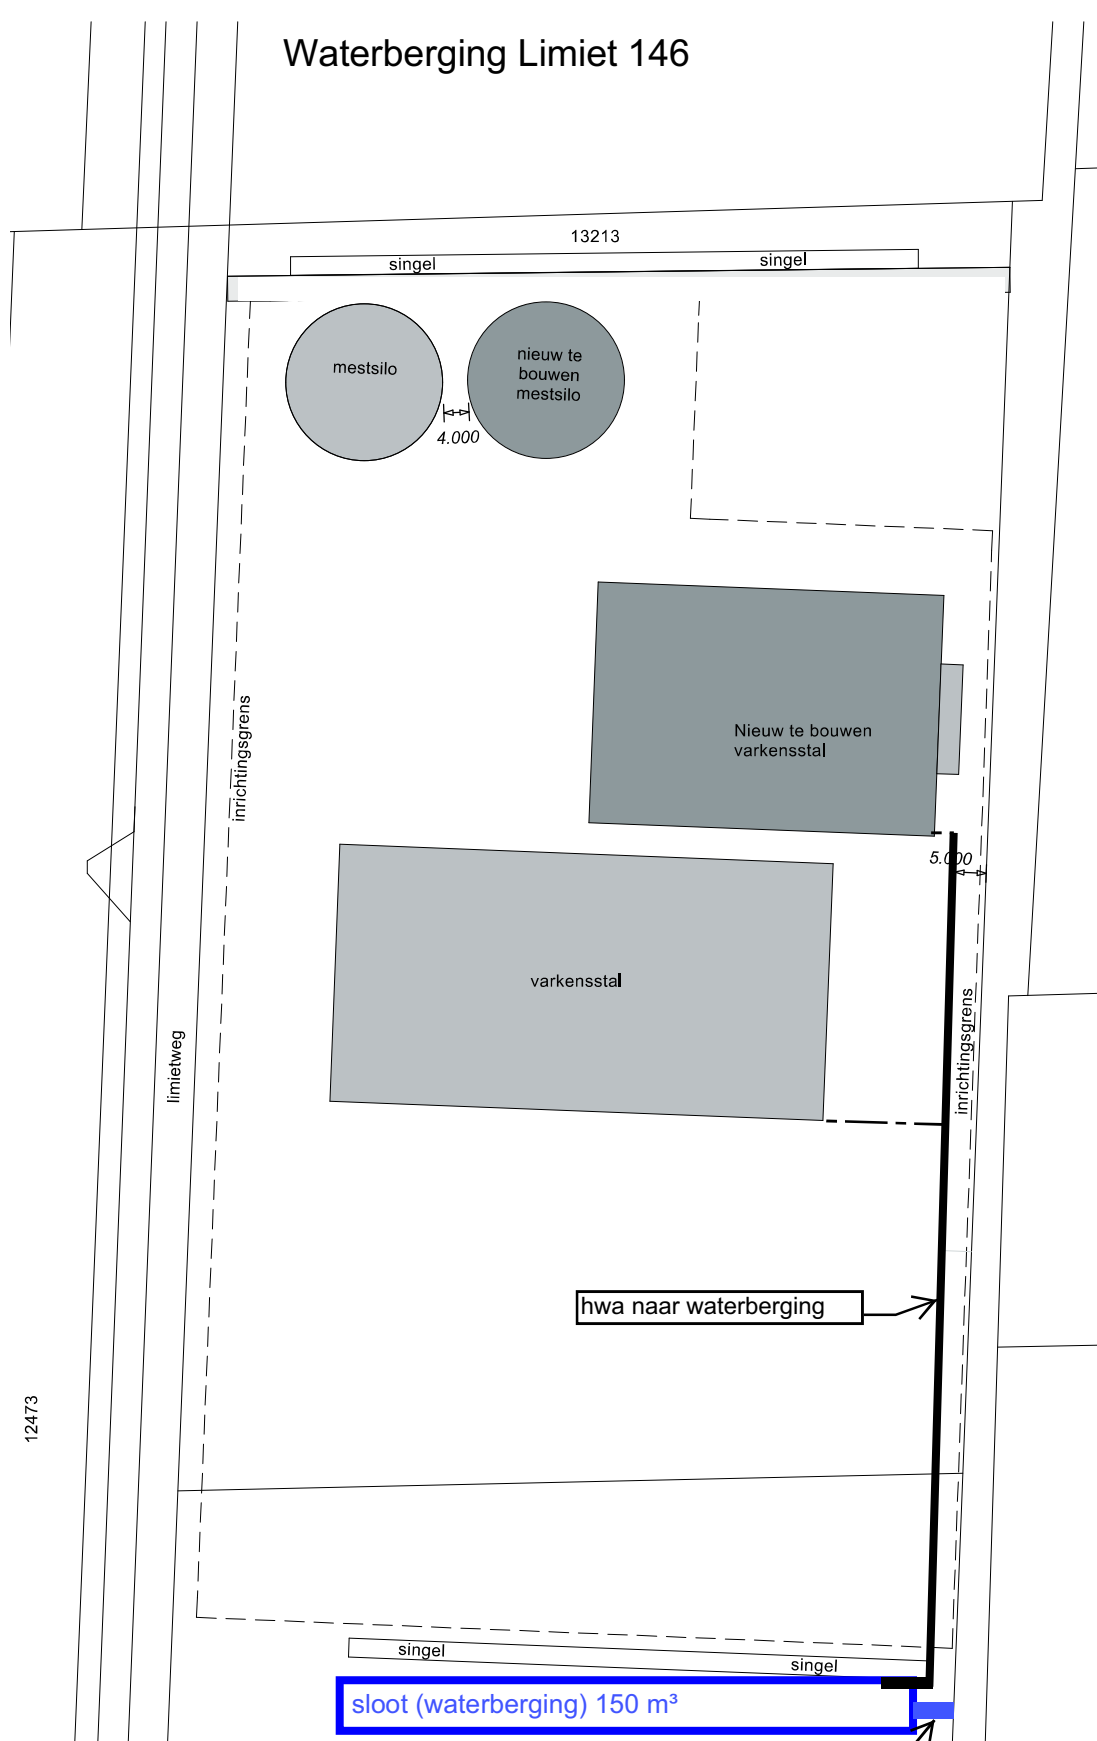 Waterberging Limiet 146
13213
singel
singel
mestsilo
nieuw te
bouwen
mestsilo
4.000
inrichtingsgrens
Nieuw te bouwen
varkensstal
5.000
varkensstal
inrichtingsgrens
limietweg
hwa naar waterberging
12473
singel
singel
sloot (waterberging) 150 m³